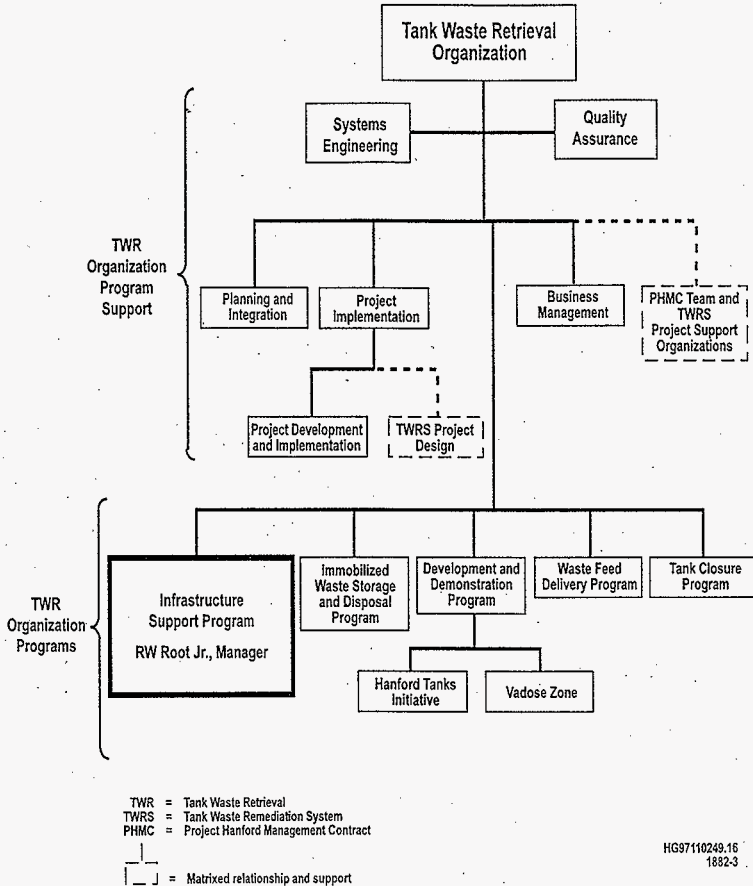 Tank Waste Retrieval
Organization
Systems
Engineering
Quality
Assurance
TWR
Organization
Program
Support
Planning and
Integration
Project
Implementation
Business
Management
PHMC Team and
TWRS
Project Support
Organizations
Project Development
and Implementation
TWRS Project
Design
TWR
Organization
Programs
Infrastructure
Support Program
RW Root Jr., Manager
Immobilized
Waste Storage
and Disposal
Program
Development and
Demonstration
Program
Waste Feed
Delivery Program
Tank Closure
Program
Hanford Tanks
Initiative
Vadose Zone
TWR = Tank Waste Retrieval
TWRS = Tank Waste Remediation System
PHMC = Project Hanford Management Contract
= Matrixed relationship and support
HG97110249.16
1882-3